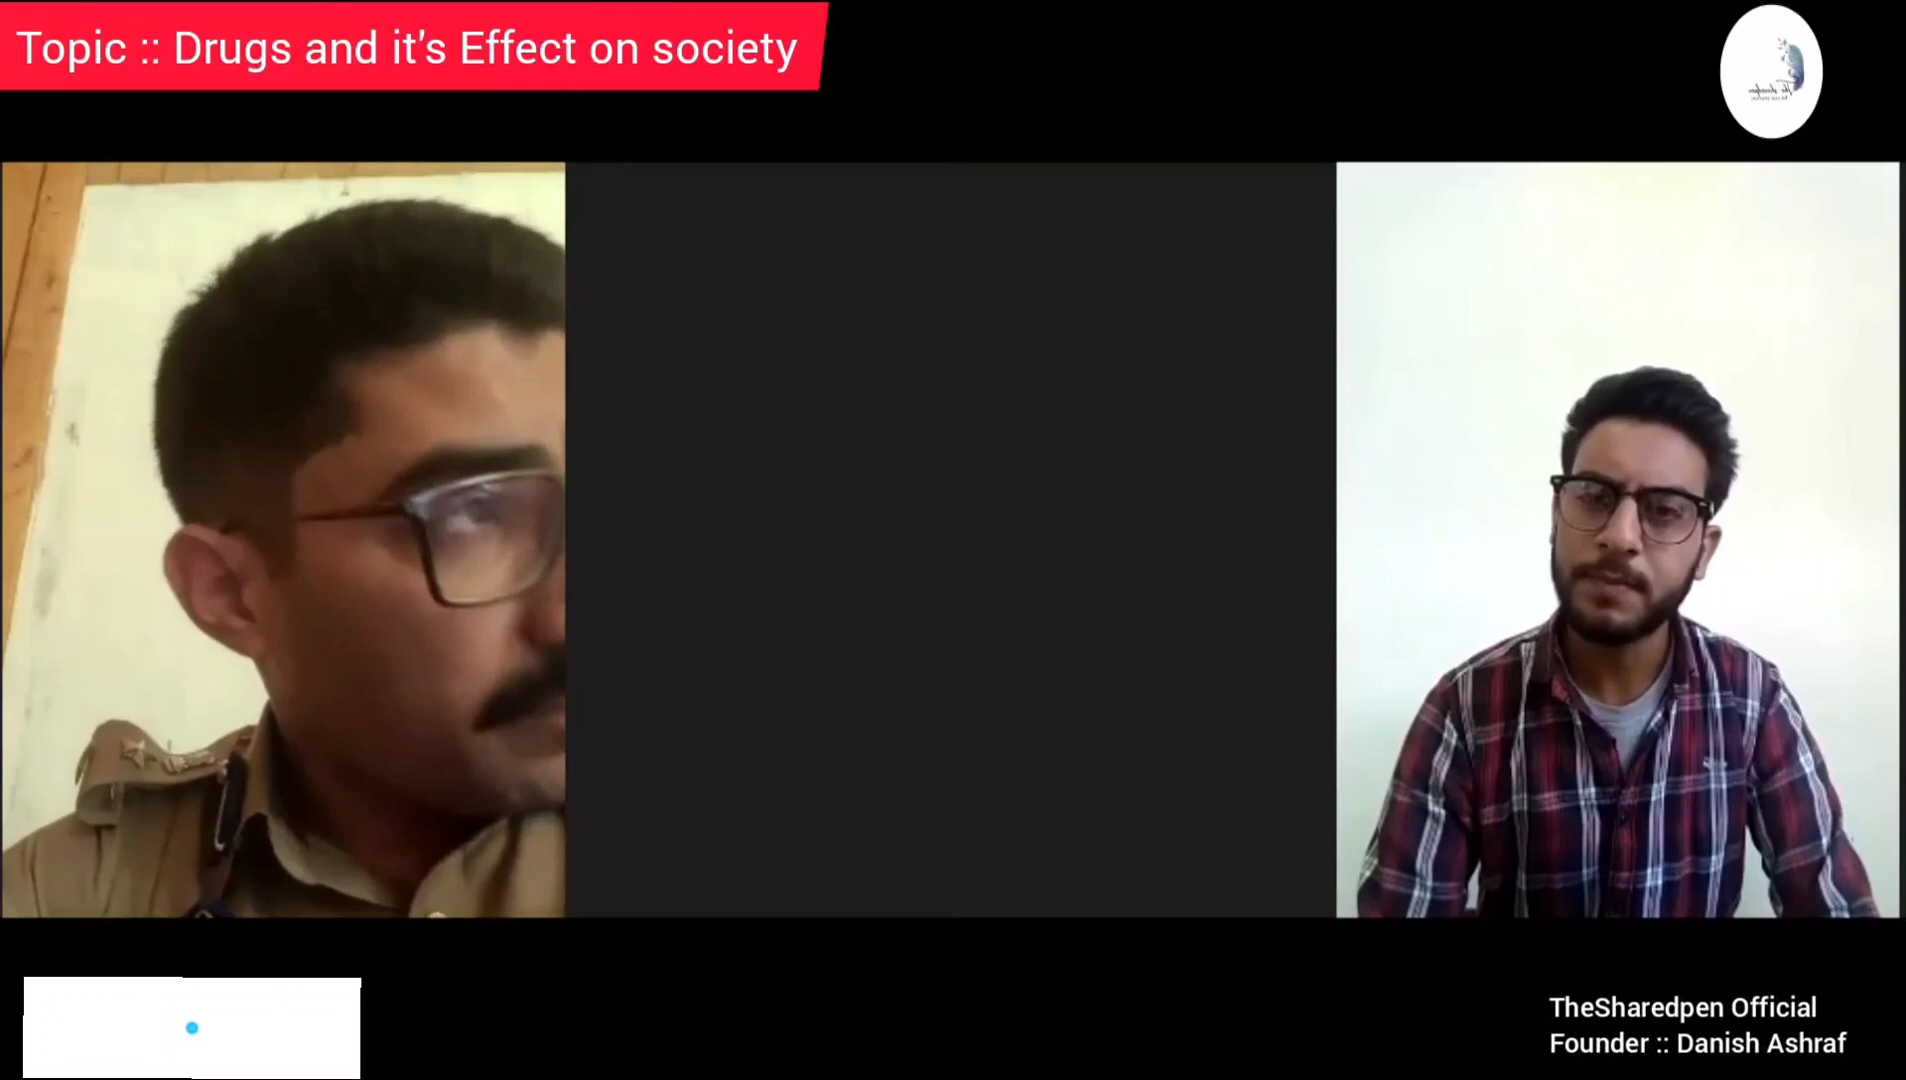 Topic :: Drugs and it's Effect on society
TheSharedpen Official
Founder :: Danish Ashraf